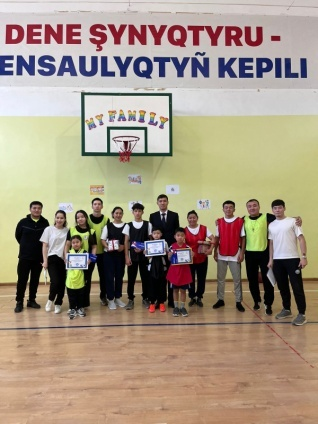 DENE ŞYNYQTYRU -
ENSAULYQTYÑ KEPILI
MY FAMILY